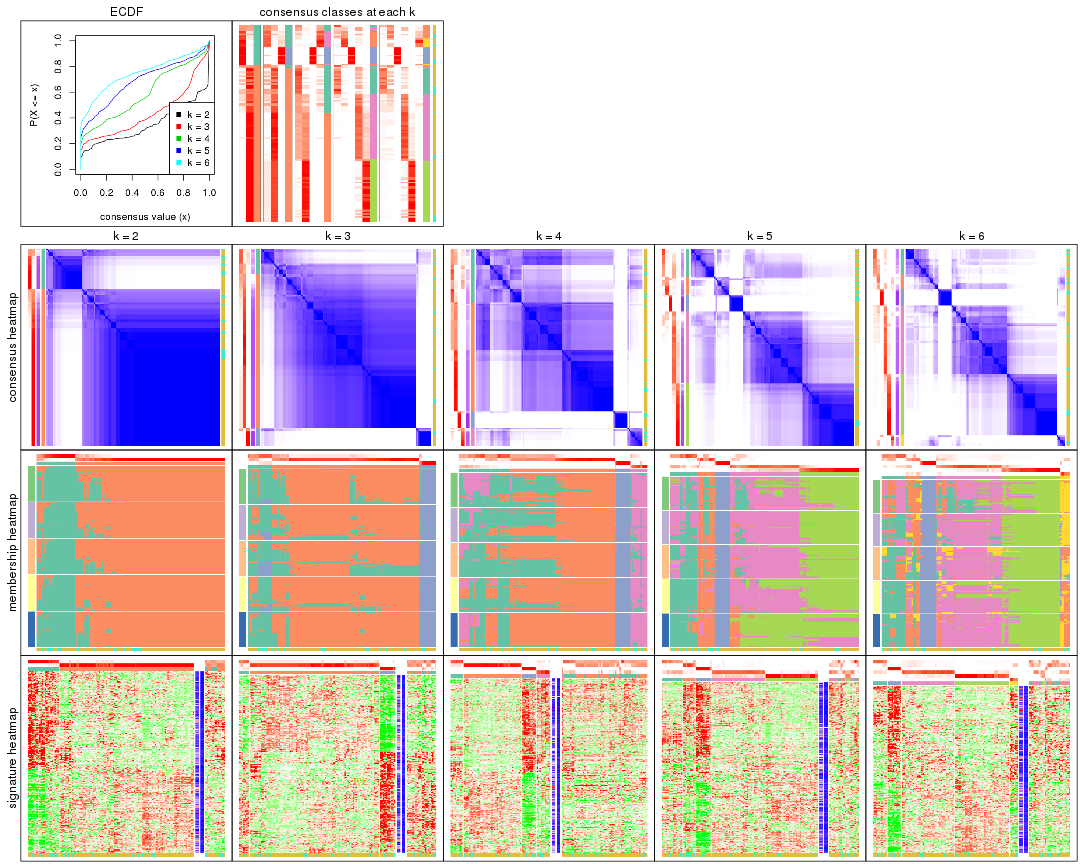 ECDF
consensus classes at each k
P(X <= x)
0.0 0.2 0.4 0.6 0.8 1.0
k = 2
k = 3
k = 4
k = 5
k = 6
0.0 0.2 0.4 0.6 0.8 1.0
consensus value (x)
k = 2
k = 3
k = 4
k = 5
k = 6
consensus heatmap
membership heatmap
signature heatmap